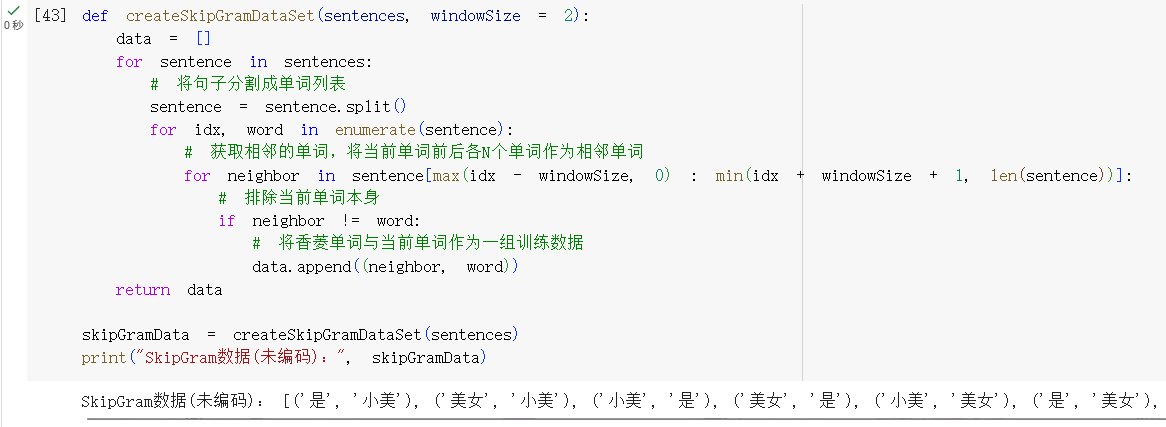 [43] def createSkipGramDataSet(sentences, windowSize = 2):
0秒
data = []
for sentence in sentences:
# 将句子分割成单词列表
sentence = sentence.split()
for idx, word in enumerate(sentence):
# 获取相邻的单词，将当前单词前后各N个单词作为相邻单词
for neighbor in sentence[max(idx - windowSize, 0) : min(idx + windowSize + 1, len(sentence))]:
# 排除当前单词本身
if neighbor != word:
# 将香菱单词与当前单词作为一组训练数据
data.append((neighbor, word))
return data
skipGramData = createSkipGramDataSet(sentences)
print("SkipGram数据(未编码)：", skipGramData)
SkipGram数据(未编码)： [('是', '小美'), ('美女', '小美'), ('小美', '是'), ('美女', '是'), ('小美', '美女'), ('是', '美女'),